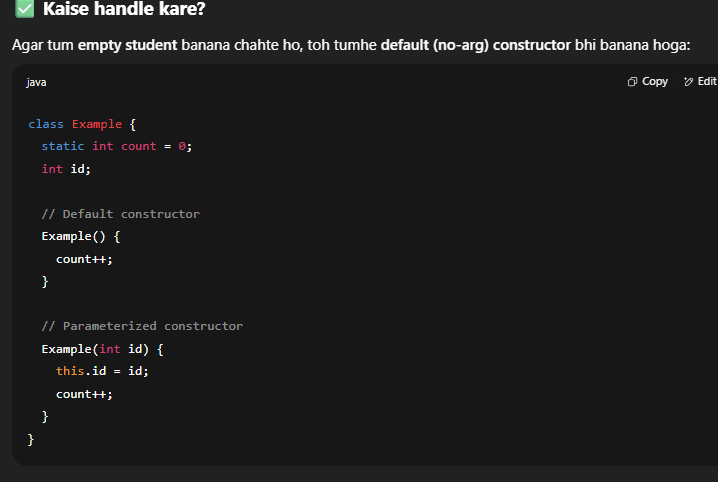 ✅ Kaise handle kare?
Agar tum empty student banana chahte ho, toh tumhe default (no-arg) constructor bhi banana hoga:
java
Copy
Edit
class Example {
  static int count = 0;
  int id;
  // Default constructor
  Example() {
    count++;
  }
  // Parameterized constructor
  Example(int id) {
    this.id = id;
    count++;
  }
}